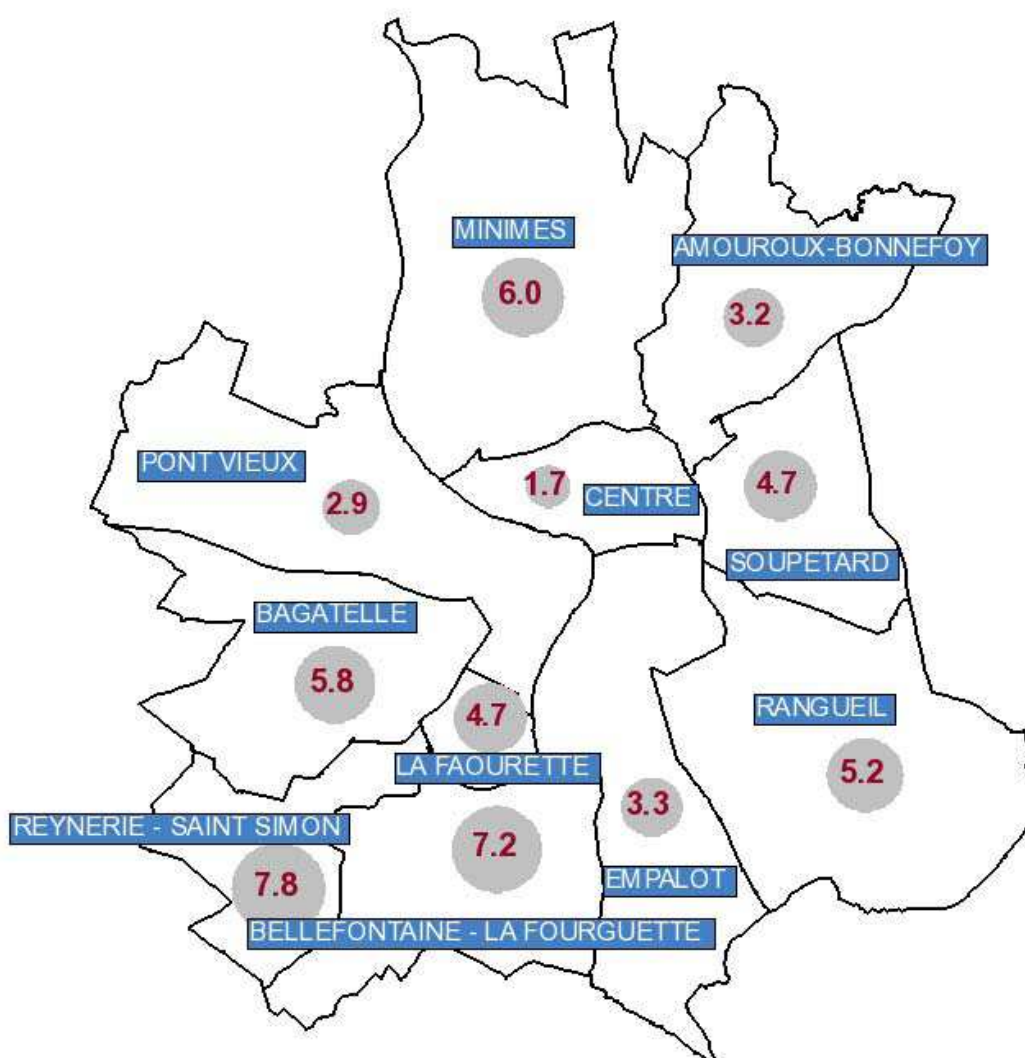 MINIMES
6.0
AMOUROUX-BONNEFOY
3.2
PONT VIEUX
2.9
1.7
CENTRE
4.7
SOUPETARD
BAGATELLE
5.8
4.7
LA FAOURETTE
RANGUEIL
5.2
3.3
EMPALOT
REYNERIE - SAINT SIMON
7.8
7.2
BELLEFONTAINE - LA FOURGUETTE